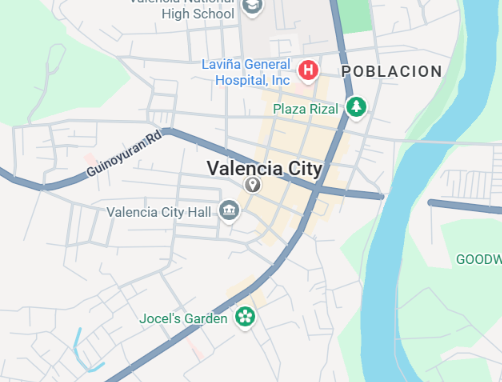 Valencia National
High School
Laviña General
Hospital, Inc
H
POBLACION
Plaza Rizal
Guinoyuran Rd
Valencia City
Valencia City Hall
GOODW
Jocel's Garden